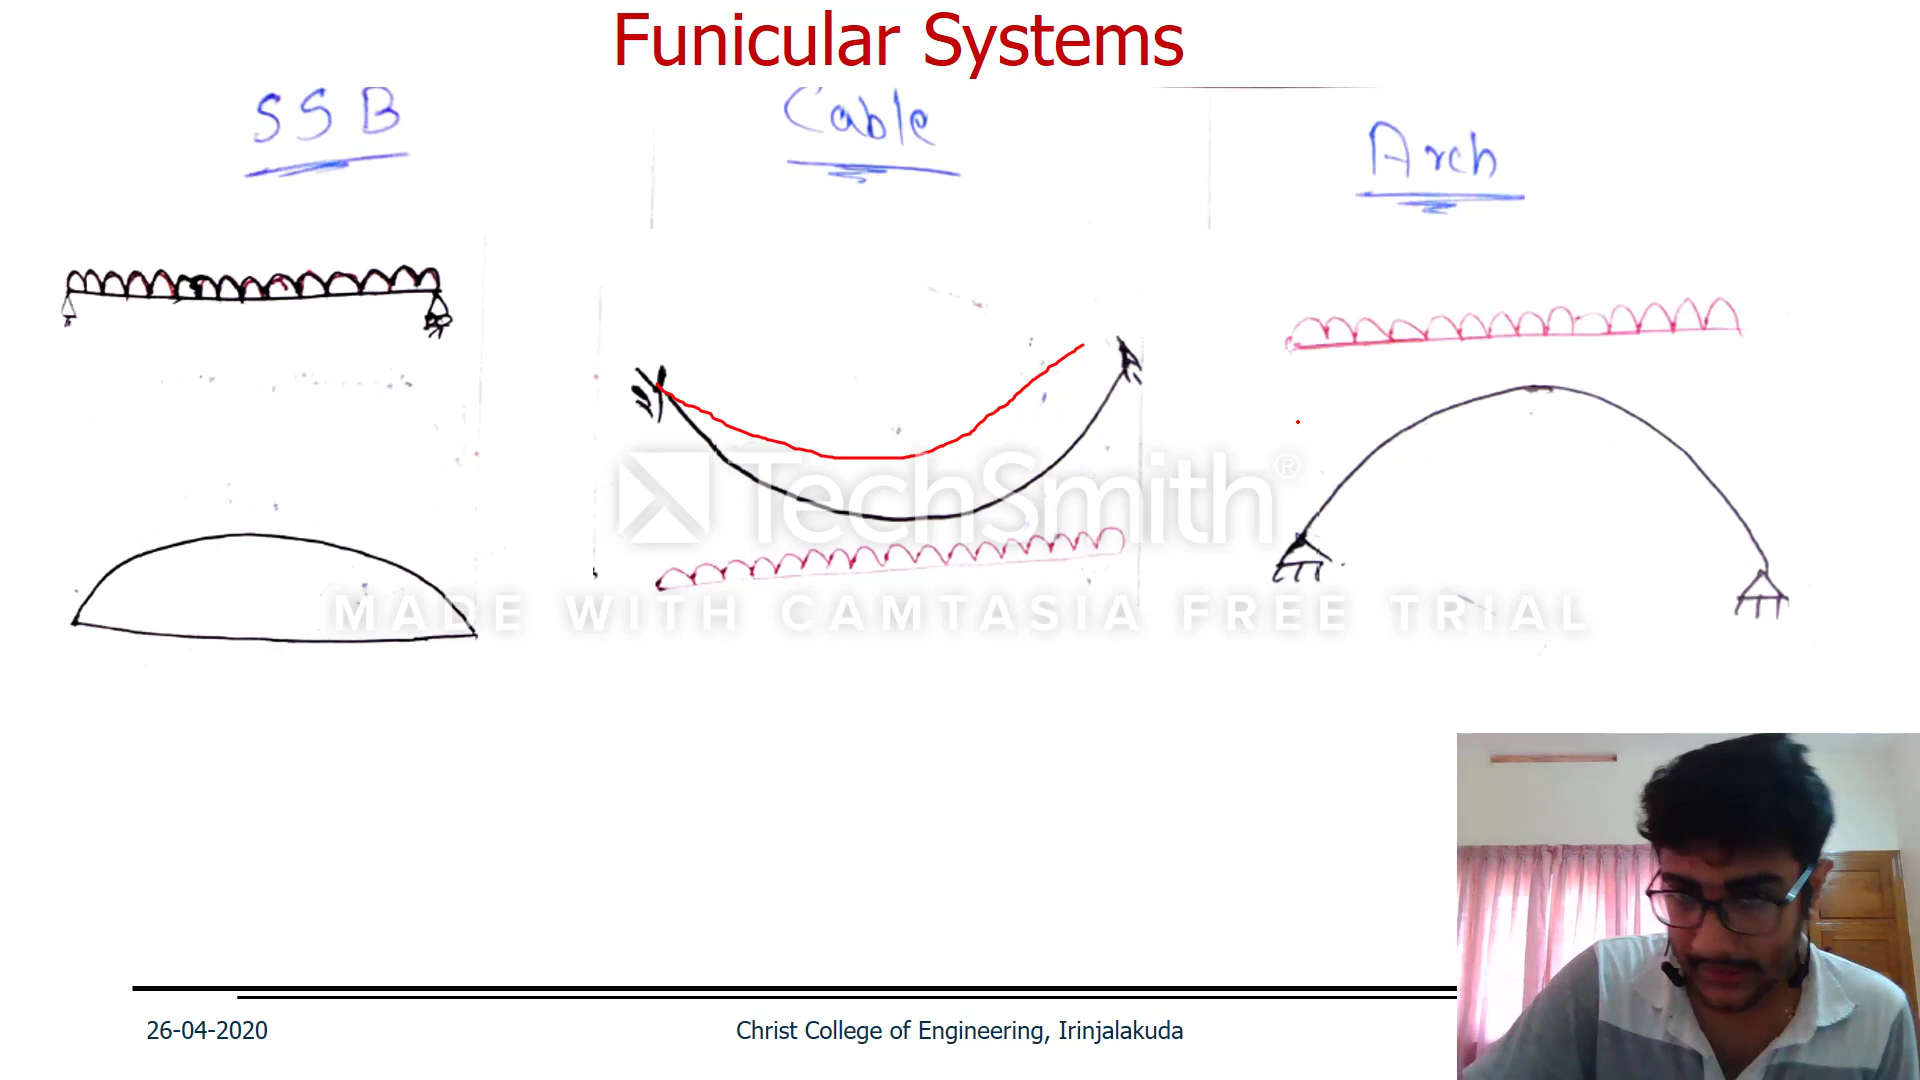 Funicular Systems
SSB
Cable
Arch
TechSmith®
MADE WITH CAMTASIA FREE TRIAL
26-04-2020
Christ College of Engineering, Irinjalakuda